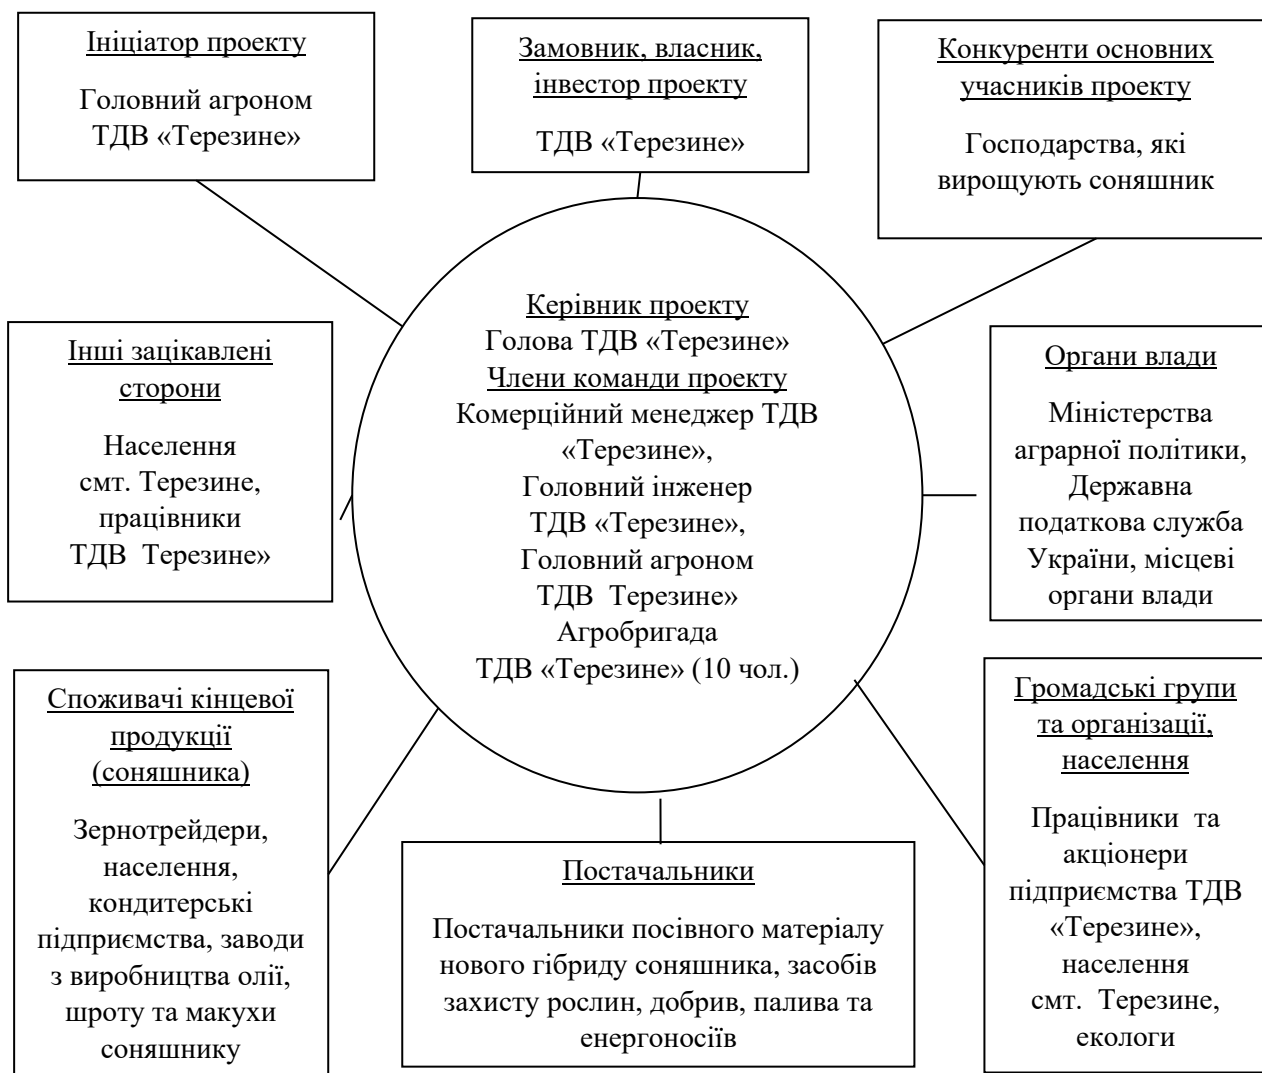 Ініціатор проекту
Головний агроном
ТДВ «Терезине»
Замовник, власник,
інвестор проекту
ТДВ «Терезине»
Конкуренти основних
учасників проекту
Господарства, які
вирощують соняшник
Керівник проекту
Голова ТДВ «Терезине»
Члени команди проекту
Комерційний менеджер ТДВ
«Терезине»,
Головний інженер
ТДВ «Терезине»,
Головний агроном
ТДВ Терезине»
Агробригада
ТДВ «Терезине» (10 чол.)
Інші зацікавлені
сторони
Населення
смт. Терезине,
працівники
ТДВ Терезине»
Органи влади
Міністерства
аграрної політики,
Державна
податкова служба
України, місцеві
органи влади
Споживачі кінцевої
продукції
(соняшника)
Зернотрейдери,
населення,
кондитерські
підприємства, заводи
з виробництва олії,
шроту та макухи
соняшнику
Постачальники
Постачальники посівного матеріалу
нового гібриду соняшника, засобів
захисту рослин, добрив, палива та
енергоносіїв
Громадські групи
та організації,
населення
Працівники та
акціонери
підприємства ТДВ
«Терезине»,
населення
смт. Терезине,
екологи